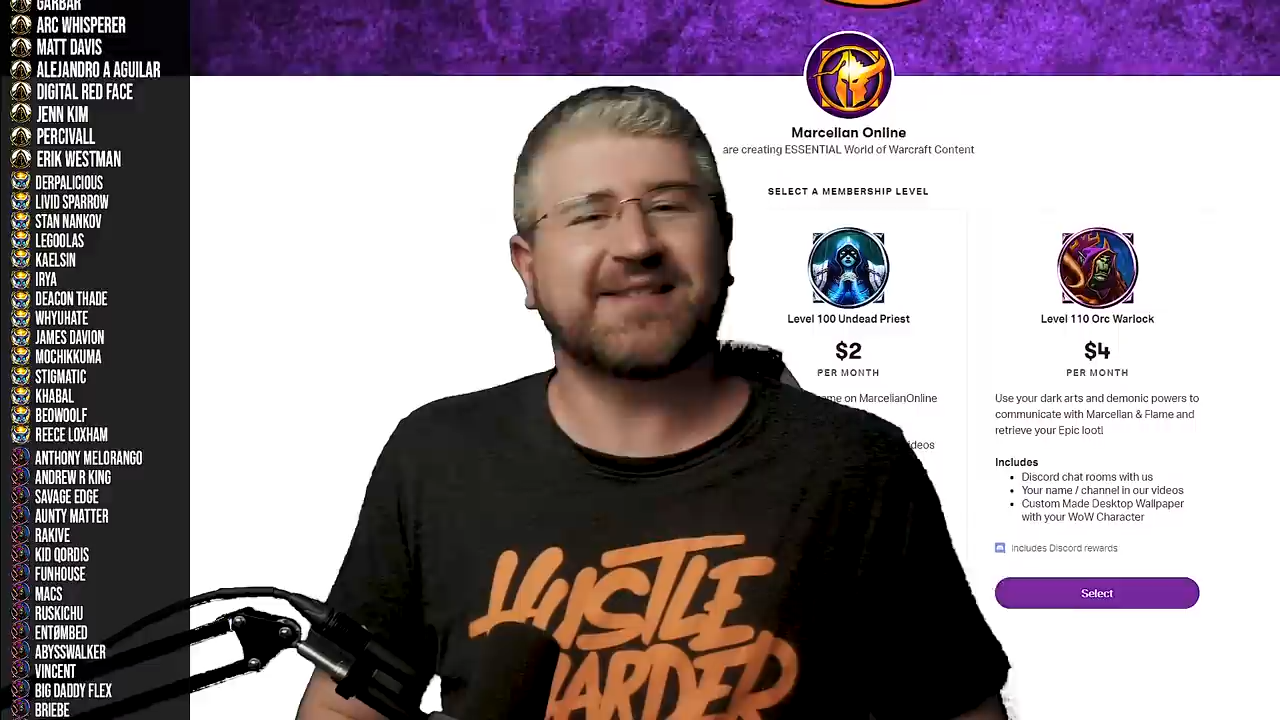 GARBAR
ARC WHISPERER
MATT DAVIS
ALEJANDRO A AGUILAR
DIGITAL RED FACE
JENN KIM
PERCIVALL
ERIK WESTMAN
DERPALICIOUS
LIVID SPARROW
STAN NANKOV
LEGOOLAS
KAELSIN
IRYA
DEACON THADE
WHYUHATE
JAMES DAVION
MOCHIKKUMA
STIGMATIC
KHABAL
BEOWOOLF
REECE LOXHAM
ANTHONY MELORANGO
ANDREW R KING
SAVAGE EDGE
AUNTY MATTER
RAKIVE
KID QORDIS
FUNHOUSE
MACS
RUSKICHU
ENTØMBED
ABYSSWALKER
VINCENT
BIG DADDY FLEX
BRIEBE
Marcelian Online
are creating ESSENTIAL World of Warcraft Content
SELECT A MEMBERSHIP LEVEL
Level 100 Undead Priest
$2
PER MONTH
on MarcelianOnline
Level 110 Orc Warlock
$4
PER MONTH
Use your dark arts and demonic powers to
communicate with Marcelian & Flame and
retrieve your Epic loot!
Includes
Discord chat rooms with us
Your name / channel in our videos
Custom Made Desktop Wallpaper
with your WoW Character
Includes Discord rewards
Select
HUSTLE
HARDER